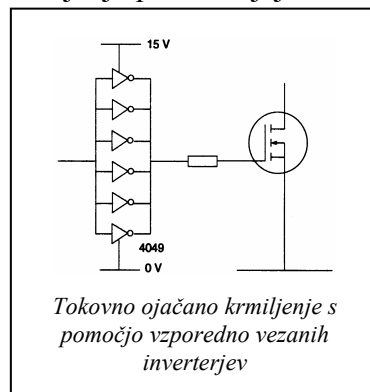 15 V
4049
0 V
Tokovno ojačano krmiljenje s
pomočjo vzporedno vezanih
inverterjev